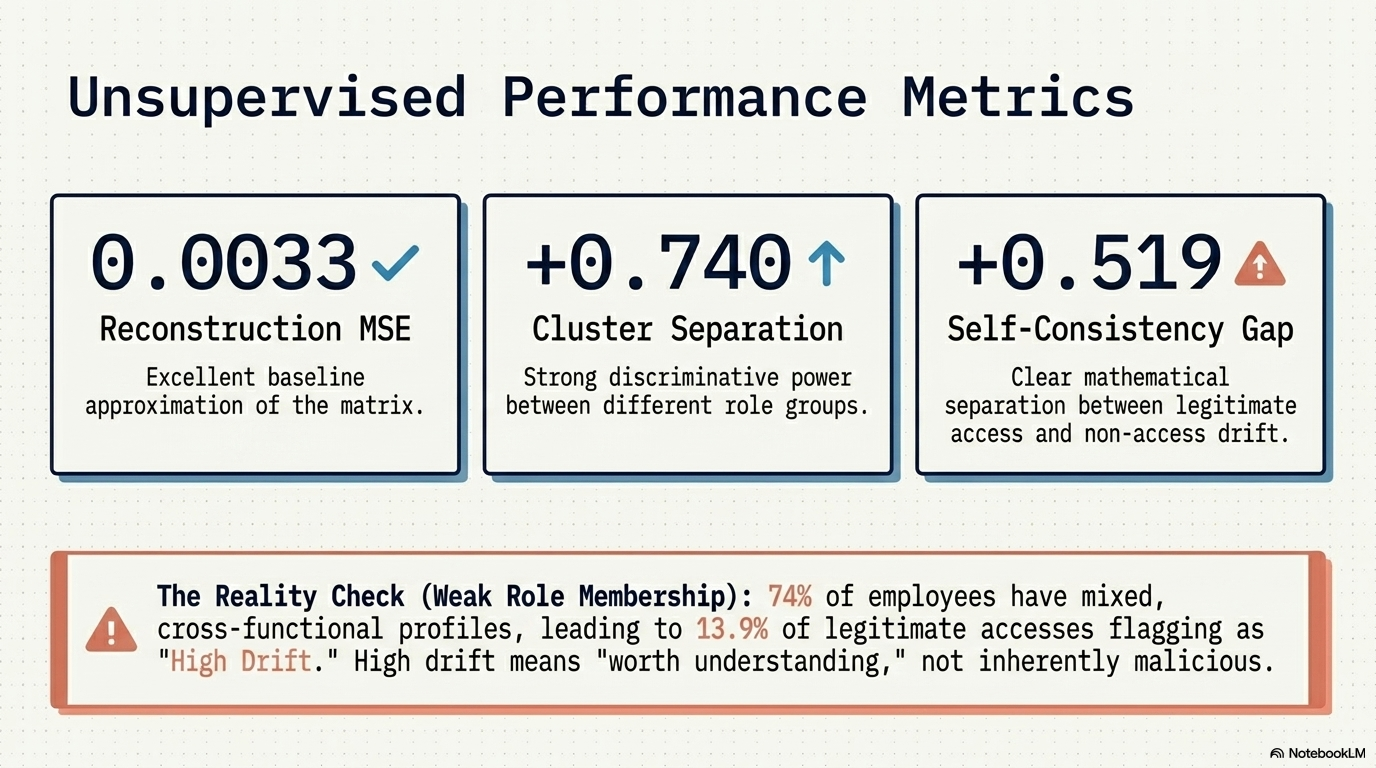 Unsupervised Performance Metrics
0.0033
Reconstruction MSE
Excellent baseline
approximation of the matrix.
+0.740
Cluster Separation
Strong discriminative power
between different role groups.
+0.519
Self-Consistency Gap
Clear mathematical
separation between legitimate
access and non-access drift.
The Reality Check (Weak Role Membership): 74% of employees have mixed,
cross-functional profiles, leading to 13.9% of legitimate accesses flagging as
"High Drift." High drift means "worth understanding," not inherently malicious.
NotebookLM